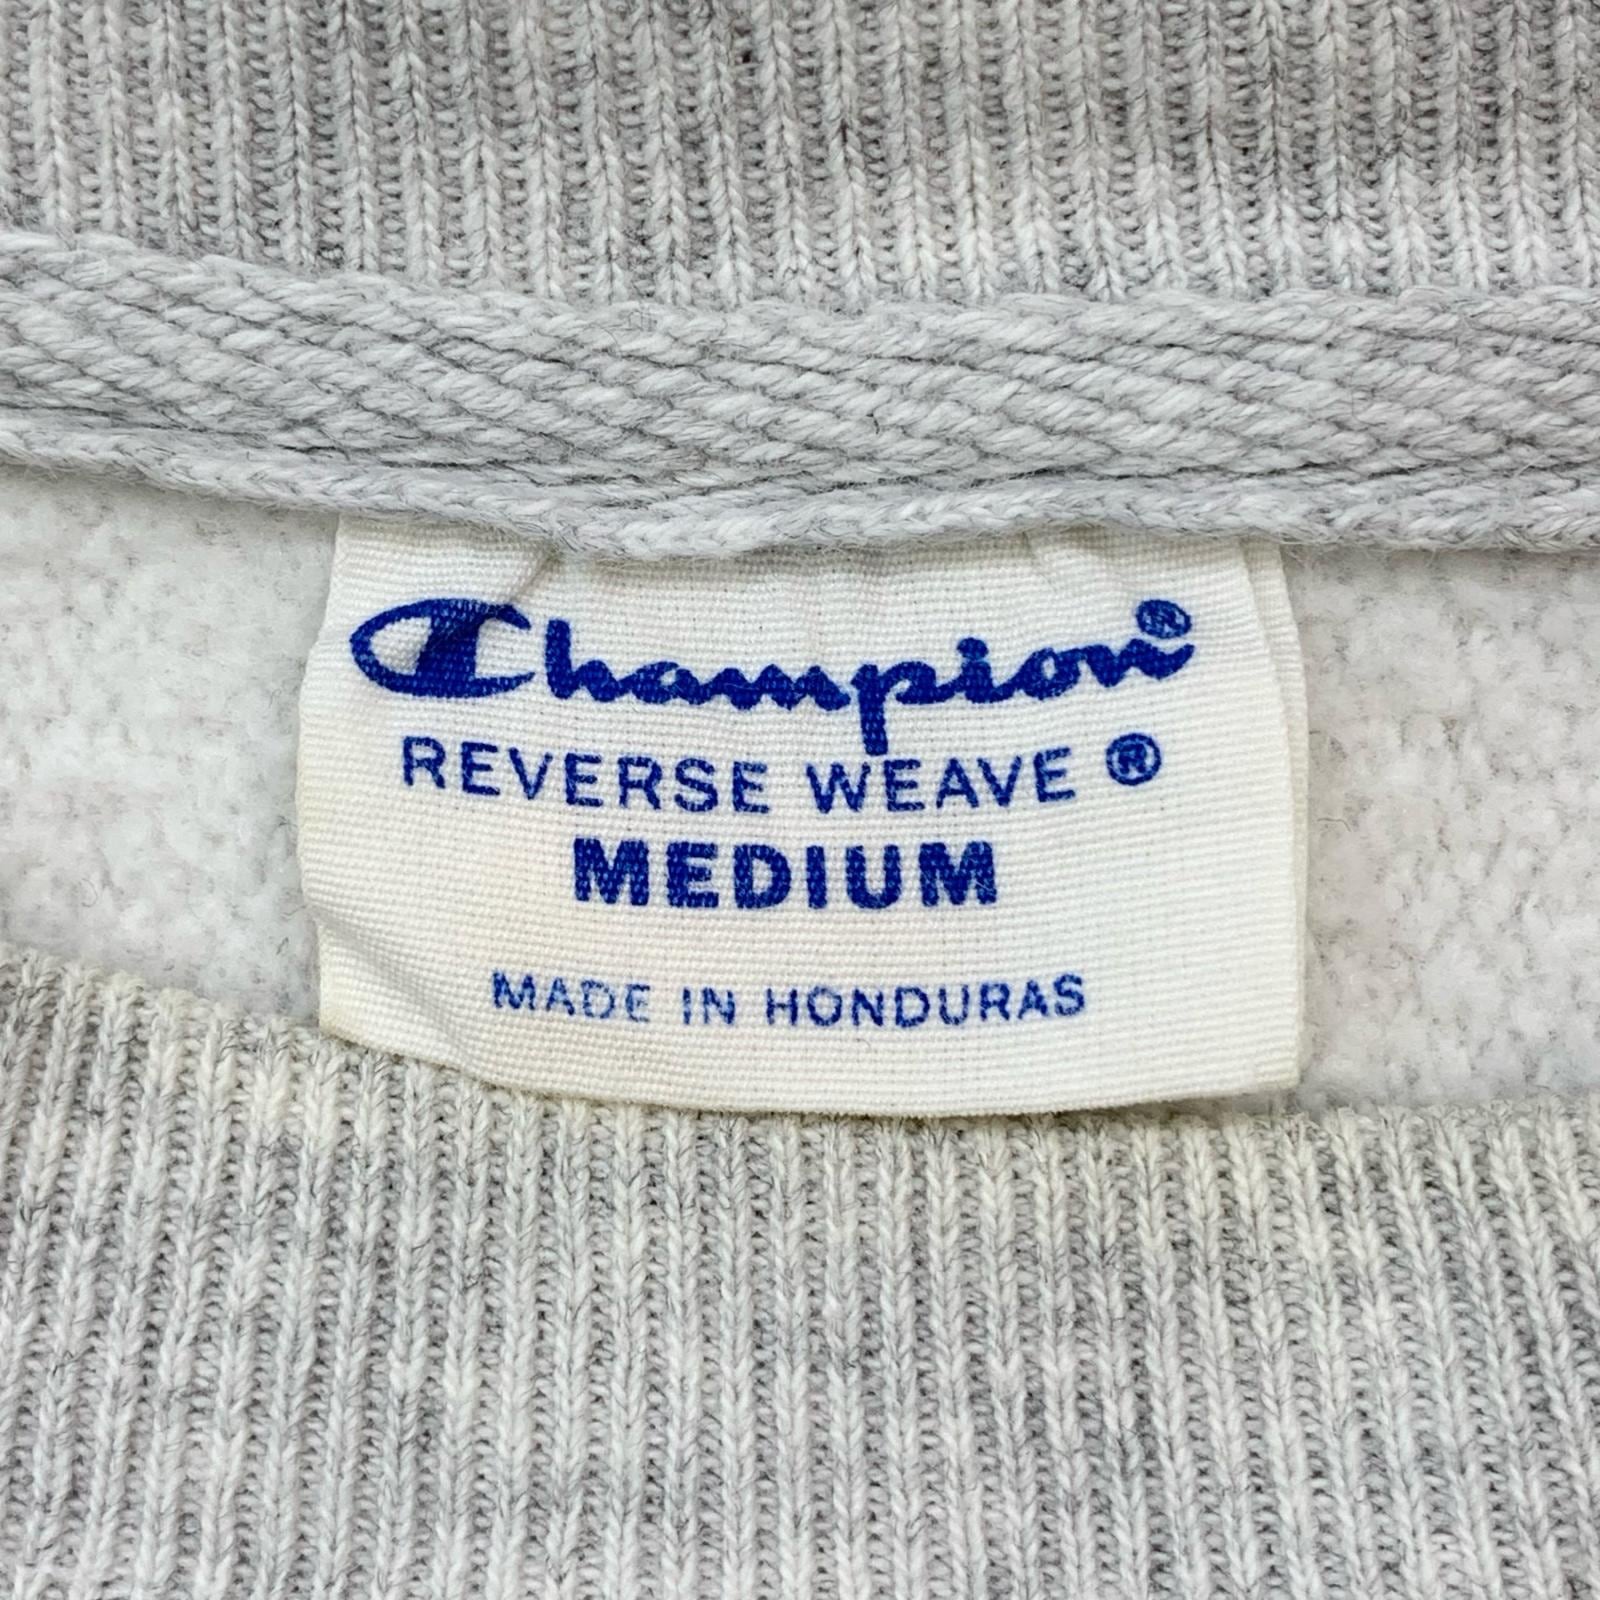 Champion®
REVERSE WEAVE ®
MEDIUM
MADE IN HONDURAS